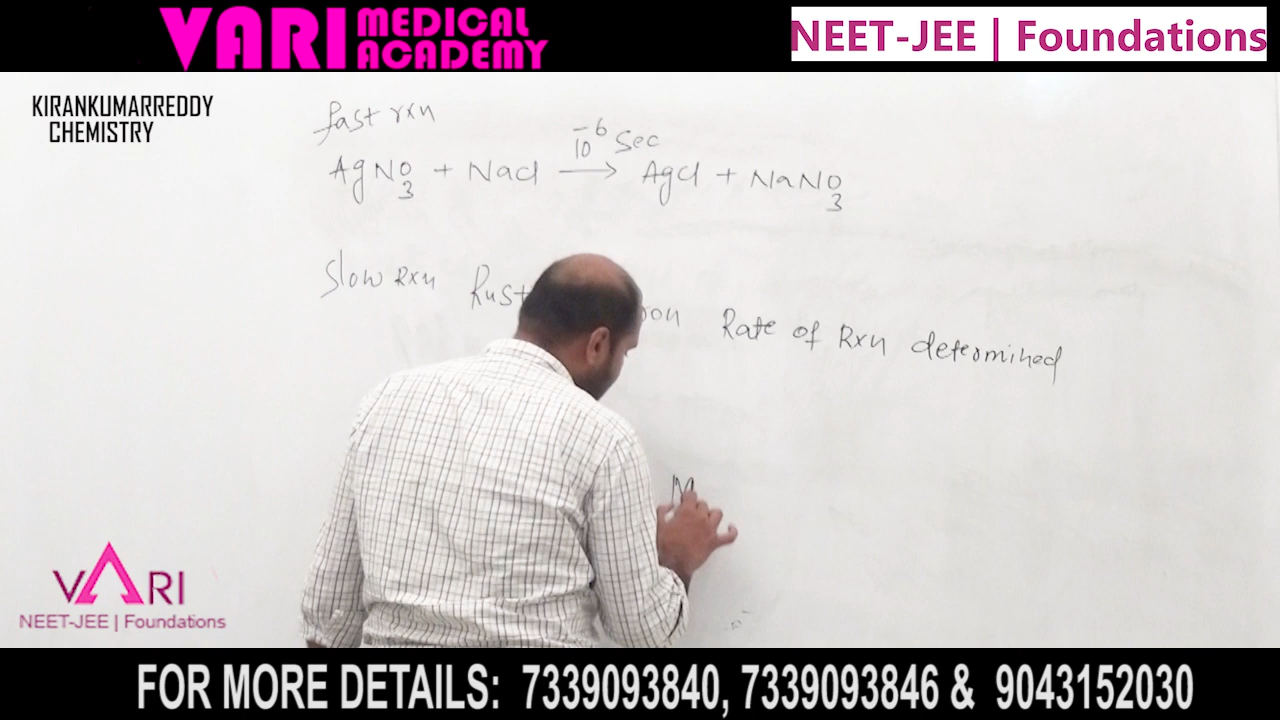 VARI MEDICAL ACADEMY
NEET-JEE | Foundations
KIRANKUMARREDDY
CHEMISTRY
fast rxn
10⁻⁶ Sec
AgNO₃ + NaCl → AgCl + NaNO₃
Slow Rxn
Rate of Rxn determined
VARI
NEET-JEE | Foundations
FOR MORE DETAILS: 7339093840, 7339093846 & 9043152030